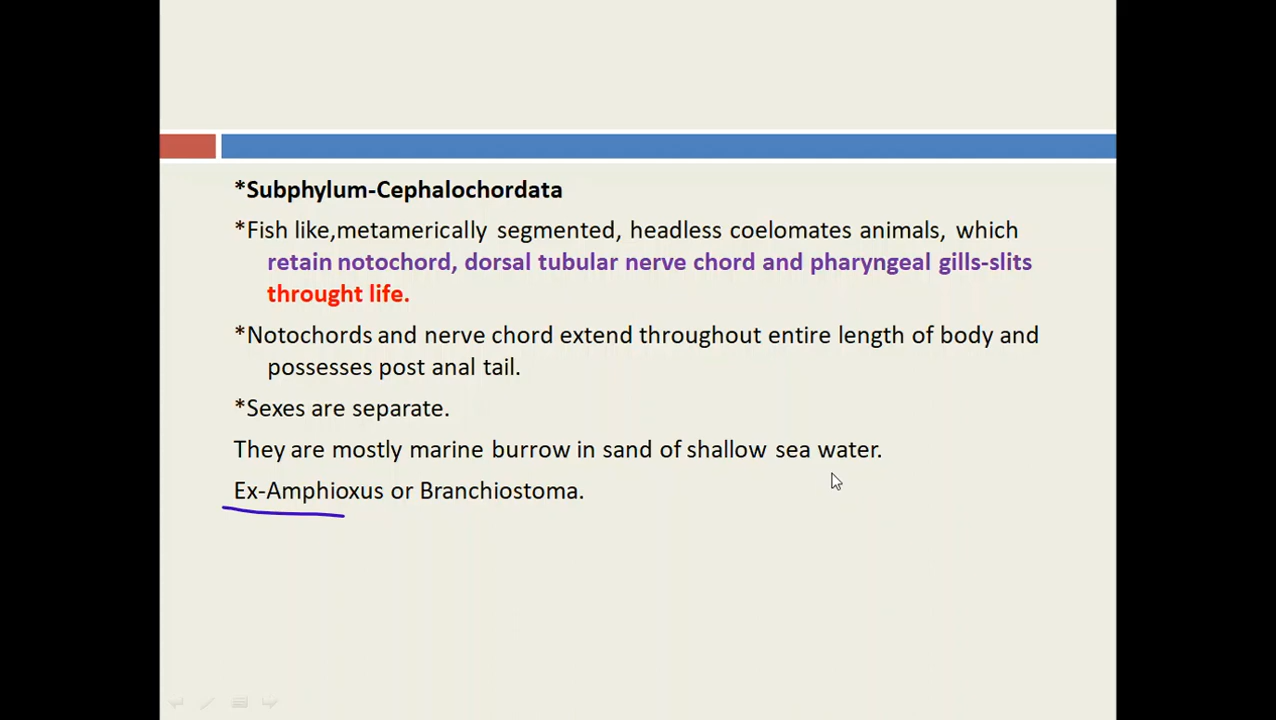 *Subphylum-Cephalochordata
*Fish like,metamerically segmented, headless coelomates animals, which
retain notochord, dorsal tubular nerve chord and pharyngeal gills-slits
throught life.
*Notochords and nerve chord extend throughout entire length of body and
possesses post anal tail.
*Sexes are separate.
They are mostly marine burrow in sand of shallow sea water.
Ex-Amphioxus or Branchiostoma.